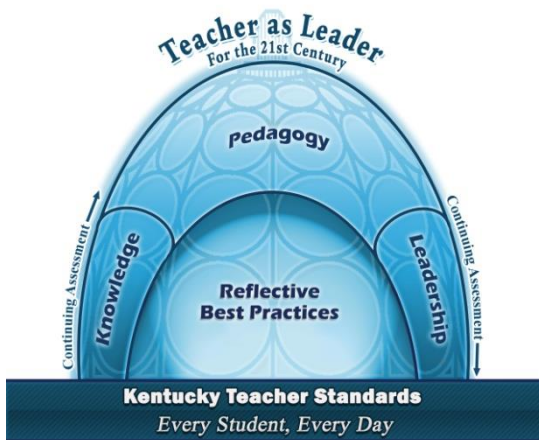 Teacher as Leader
For the 21st Century
Pedagogy
Continuing Assessment
Knowledge
Reflective
Best Practices
Leadership
Continuing Assessment
Kentucky Teacher Standards
Every Student, Every Day